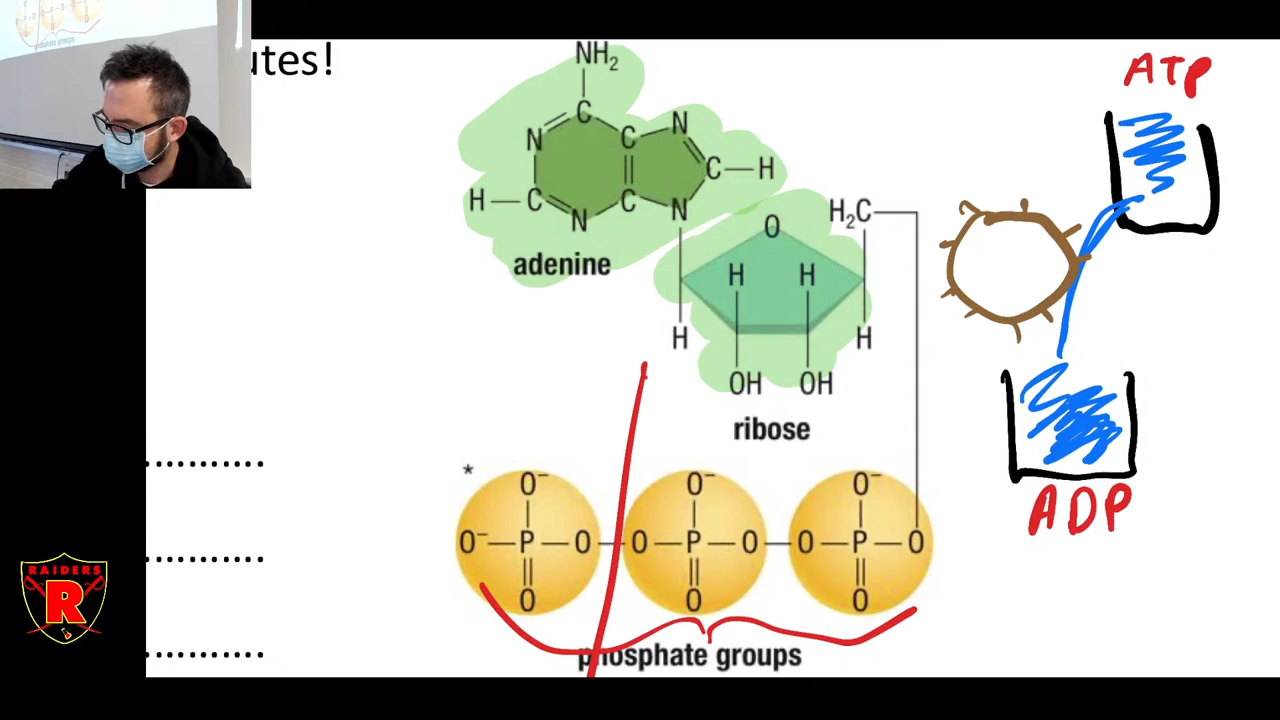 utes!
NH₂
C
N
C
N
C
H
H
C
N
C
N
adenine
O
H₂C
H
H
H
H
OH
OH
ribose
*
O⁻
O⁻
O⁻
O⁻
P
O
O
P
O
O
P
O
O
O
O
phosphate groups
ATP
ADP
RAIDERS
R